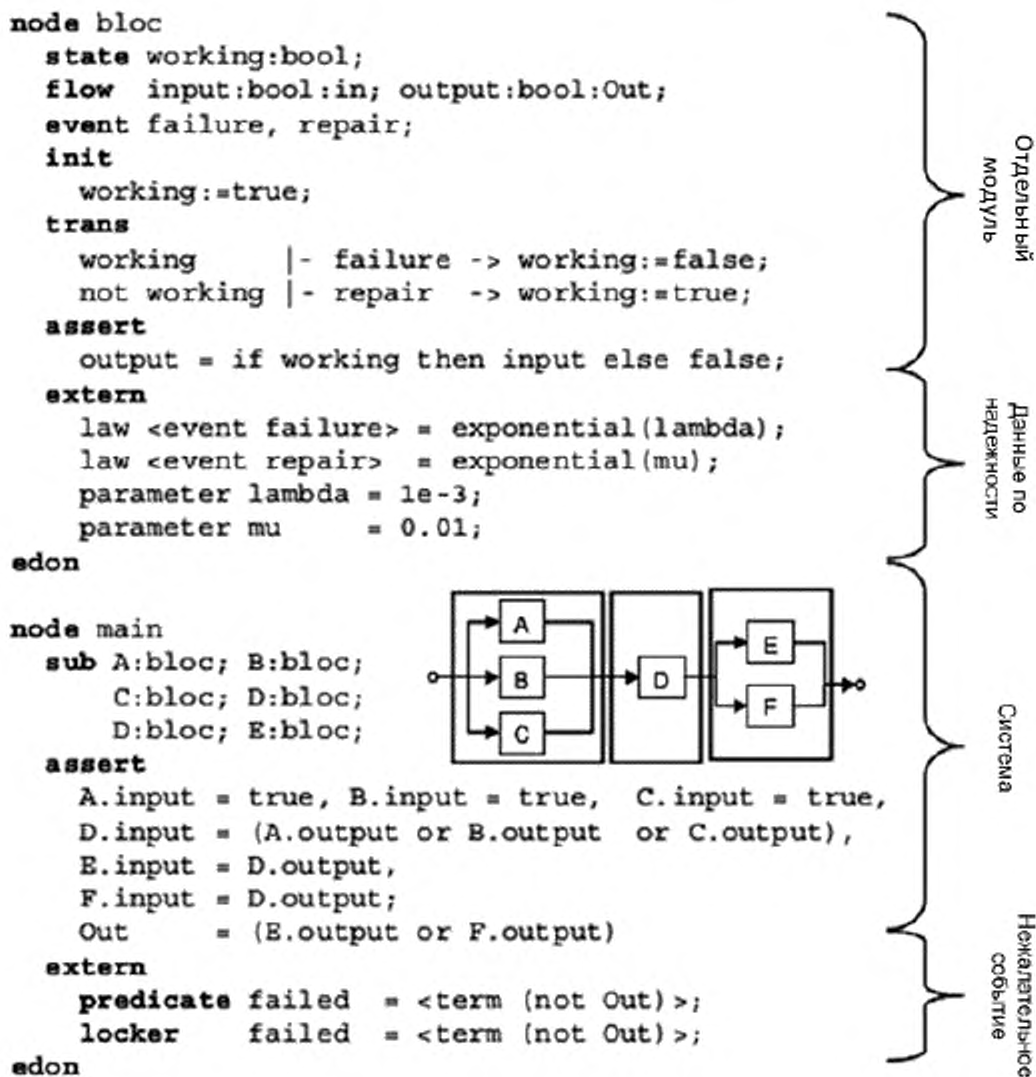 node bloc
state working:bool;
flow input:bool:in; output:bool:Out;
event failure, repair;
init
working:=true;
trans
working |- failure -> working:=false;
not working |- repair -> working:=true;
assert
output = if working then input else false;
extern
law <event failure> = exponential(lambda);
law <event repair> = exponential(mu);
parameter lambda = 1e-3;
parameter mu = 0.01;
edon
node main
sub A:bloc; B:bloc;
C:bloc; D:bloc;
D:bloc; E:bloc;
assert
A.input = true, B.input = true, C.input = true,
D.input = (A.output or B.output or C.output),
E.input = D.output,
F.input = D.output;
Out = (E.output or F.output)
extern
predicate failed = <term (not Out)>;
locker failed = <term (not Out)>;
edon
A
B
C
D
E
F
Отдельный
модуль
Данные по
надежности
Система
Нежалательное
событие